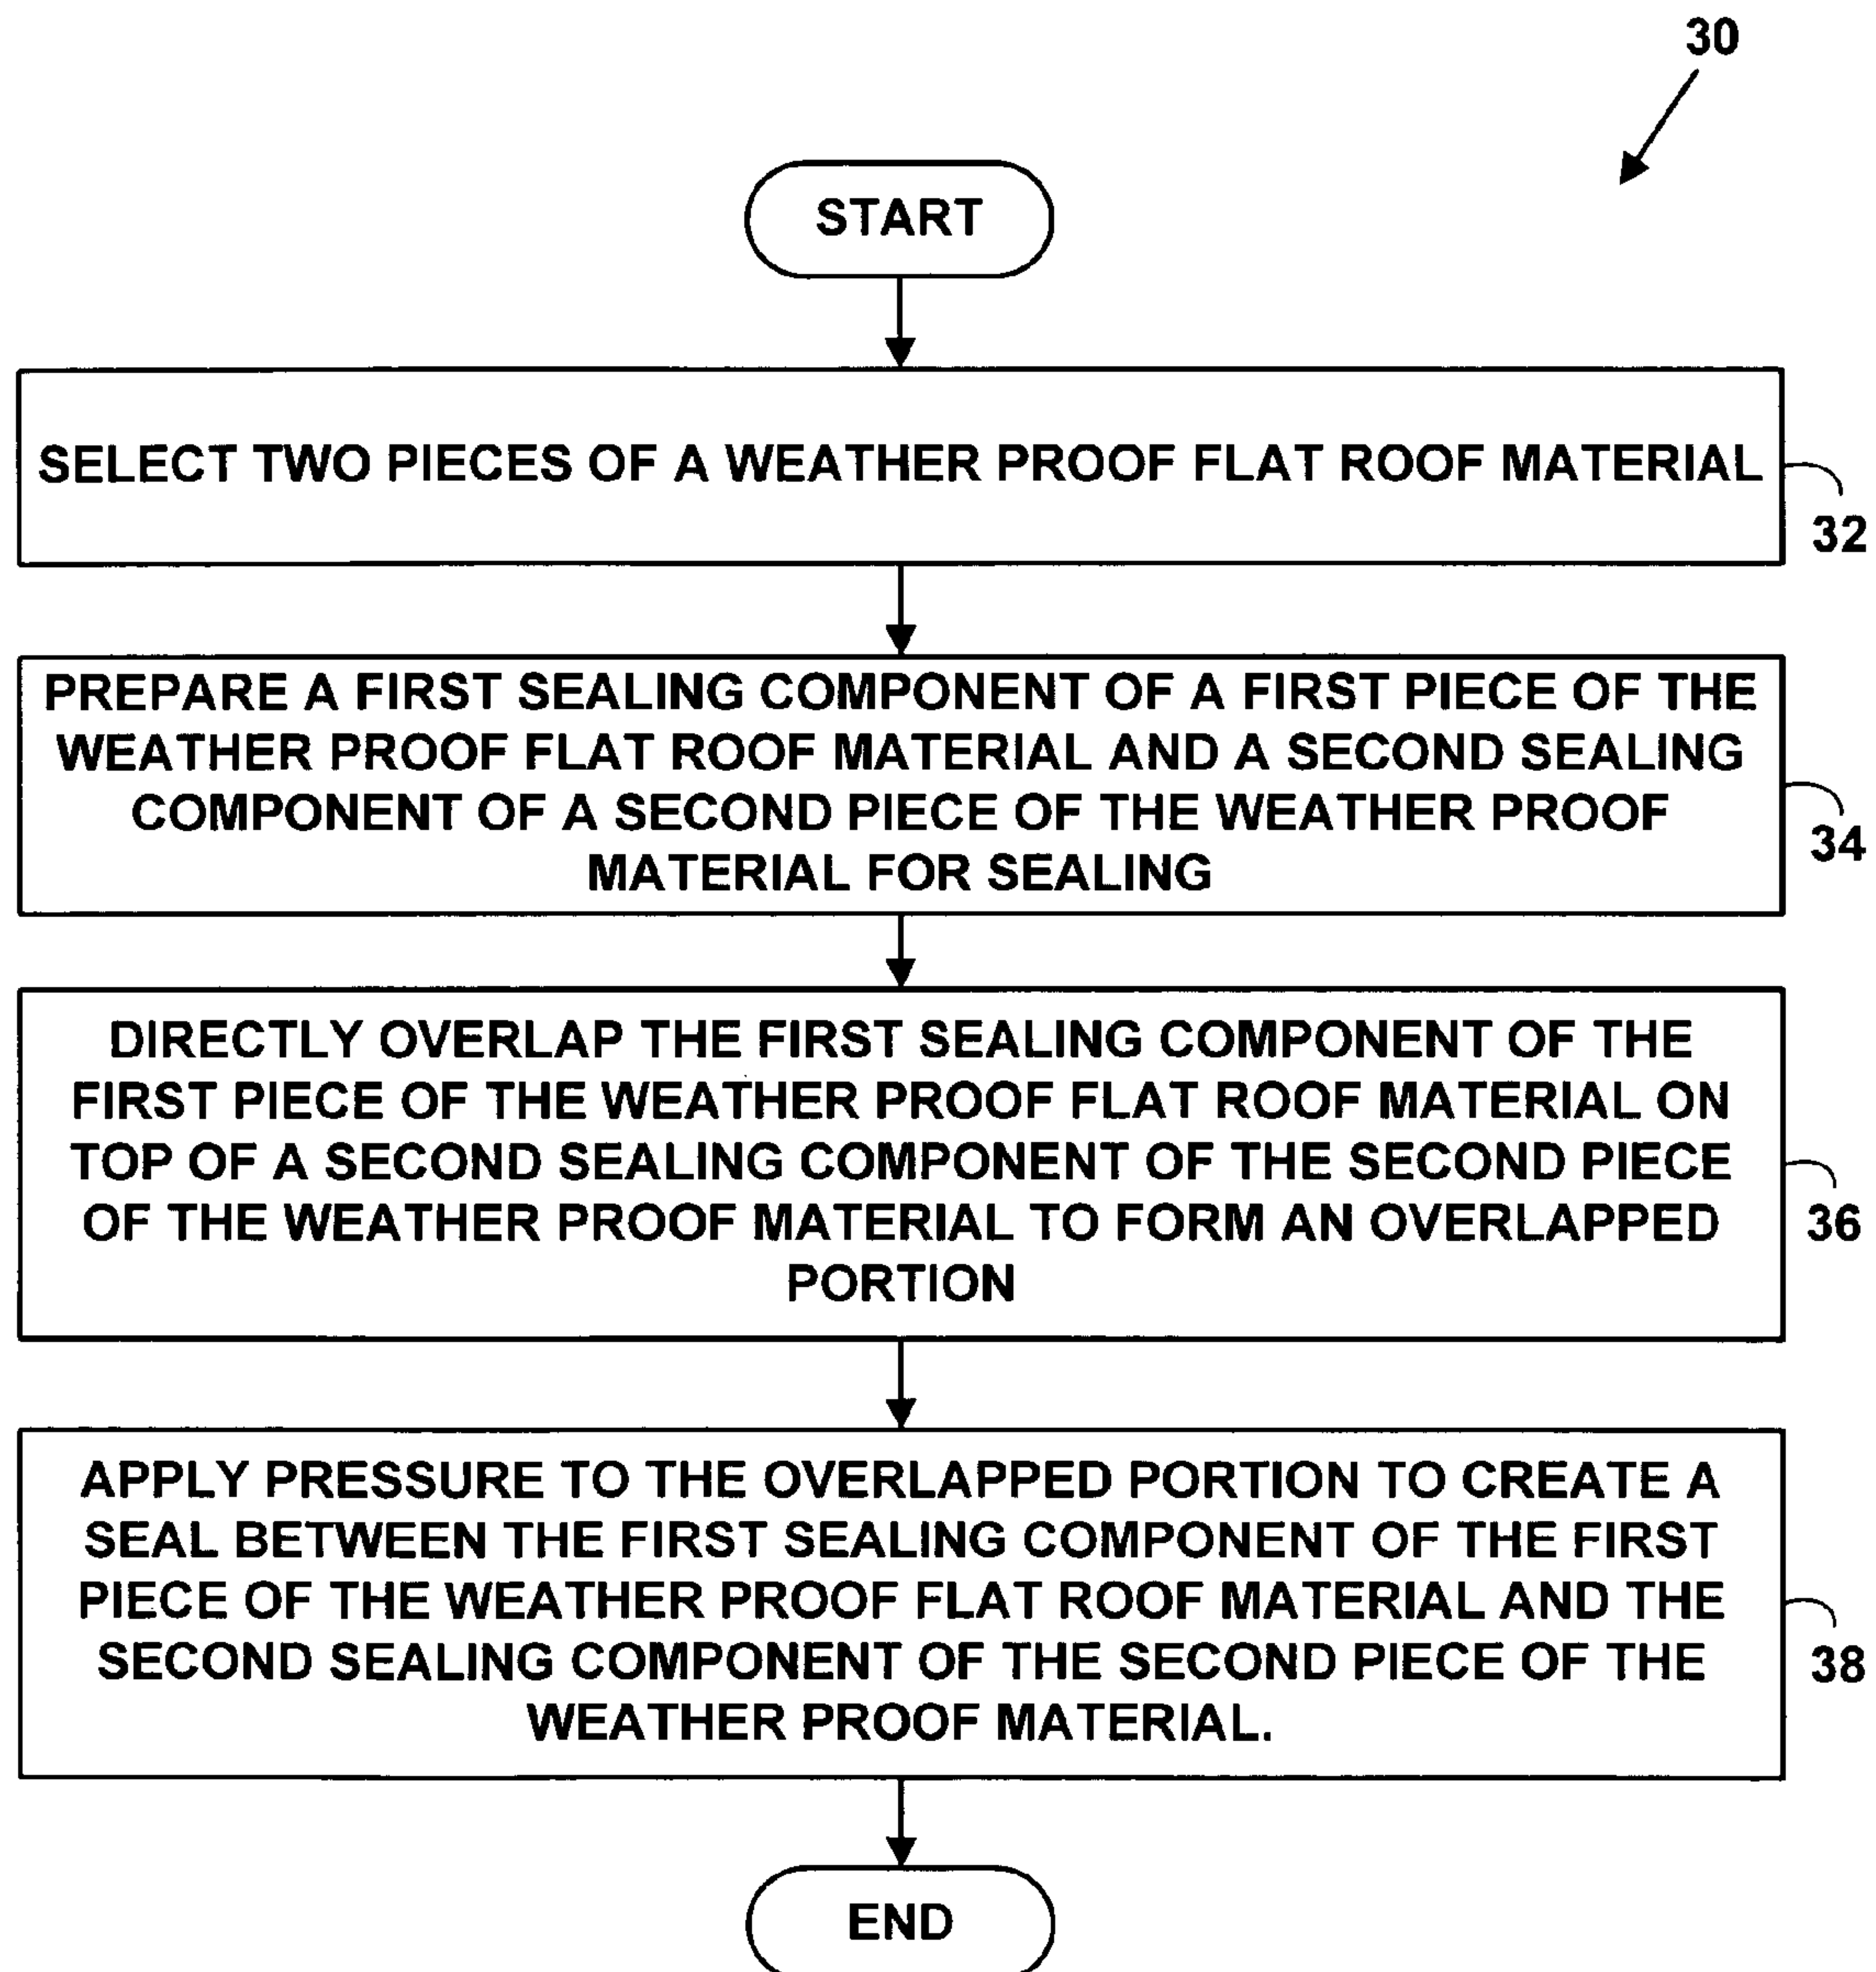 30
START
SELECT TWO PIECES OF A WEATHER PROOF FLAT ROOF MATERIAL
32
PREPARE A FIRST SEALING COMPONENT OF A FIRST PIECE OF THE
WEATHER PROOF FLAT ROOF MATERIAL AND A SECOND SEALING
COMPONENT OF A SECOND PIECE OF THE WEATHER PROOF
MATERIAL FOR SEALING
34
DIRECTLY OVERLAP THE FIRST SEALING COMPONENT OF THE
FIRST PIECE OF THE WEATHER PROOF FLAT ROOF MATERIAL ON
TOP OF A SECOND SEALING COMPONENT OF THE SECOND PIECE
OF THE WEATHER PROOF MATERIAL TO FORM AN OVERLAPPED
PORTION
36
APPLY PRESSURE TO THE OVERLAPPED PORTION TO CREATE A
SEAL BETWEEN THE FIRST SEALING COMPONENT OF THE FIRST
PIECE OF THE WEATHER PROOF FLAT ROOF MATERIAL AND THE
SECOND SEALING COMPONENT OF THE SECOND PIECE OF THE
WEATHER PROOF MATERIAL.
38
END